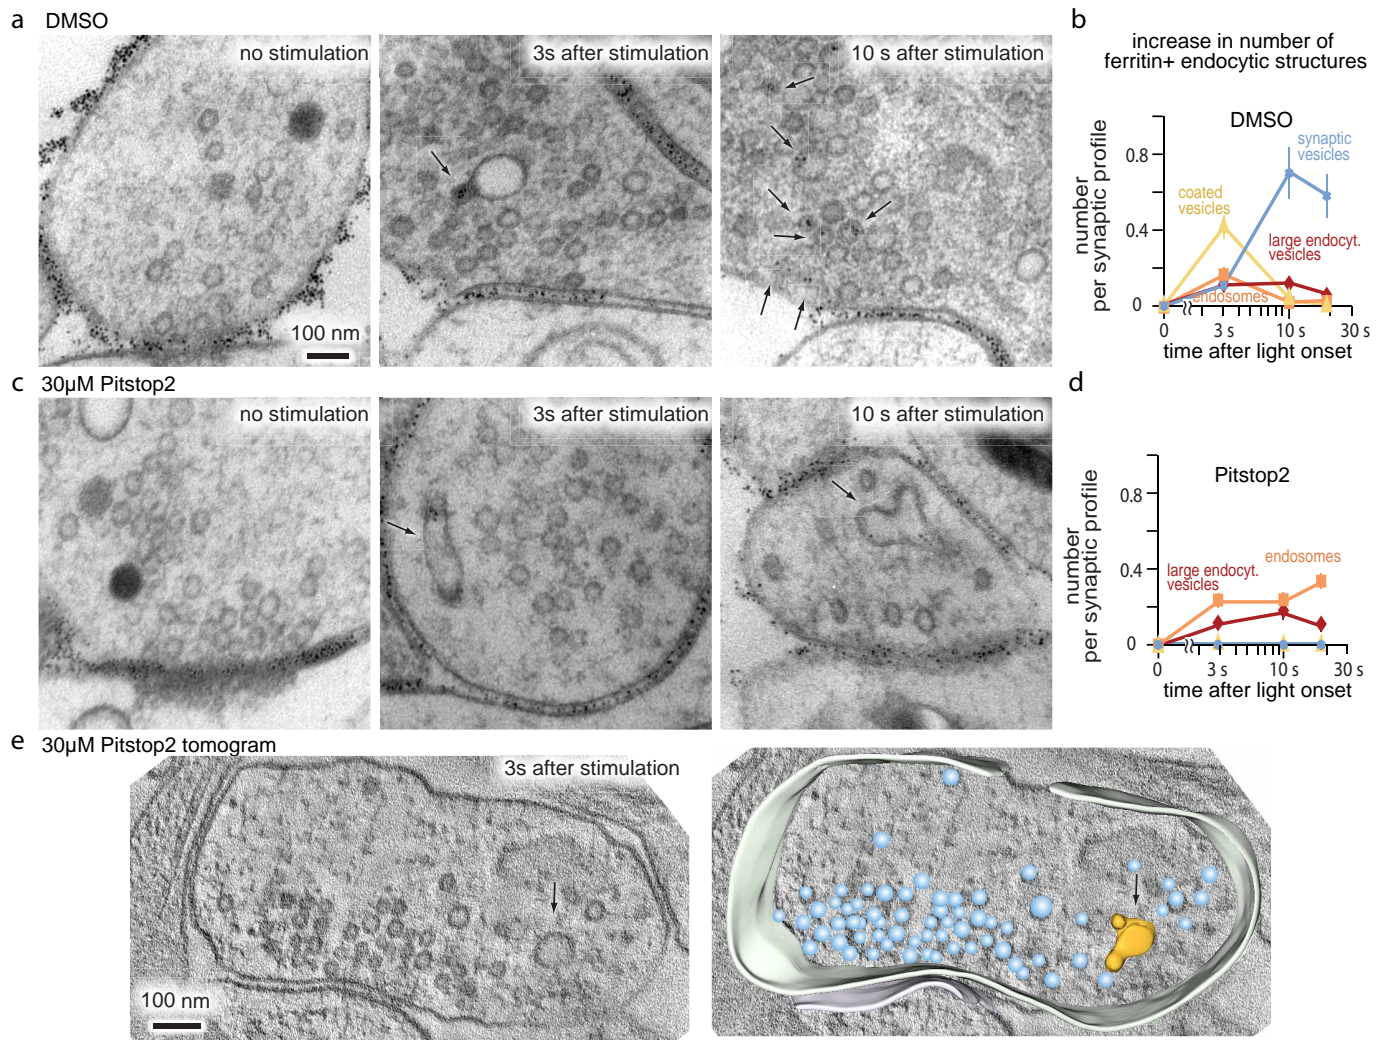 a DMSO
no stimulation
3s after stimulation
10 s after stimulation
100 nm
b
increase in number of
ferritin+ endocytic structures
DMSO
number
per synaptic profile
0.8
0.4
0
synaptic
vesicles
coated
vesicles
large endocyt.
vesicles
endosomes
0 3 s 10 s 30 s
time after light onset
c 30µM Pitstop2
no stimulation
3s after stimulation
10 s after stimulation
d
Pitstop2
number
per synaptic profile
0.8
0.4
0
endosomes
large endocyt.
vesicles
0 3 s 10 s 30 s
time after light onset
e 30µM Pitstop2 tomogram
3s after stimulation
100 nm